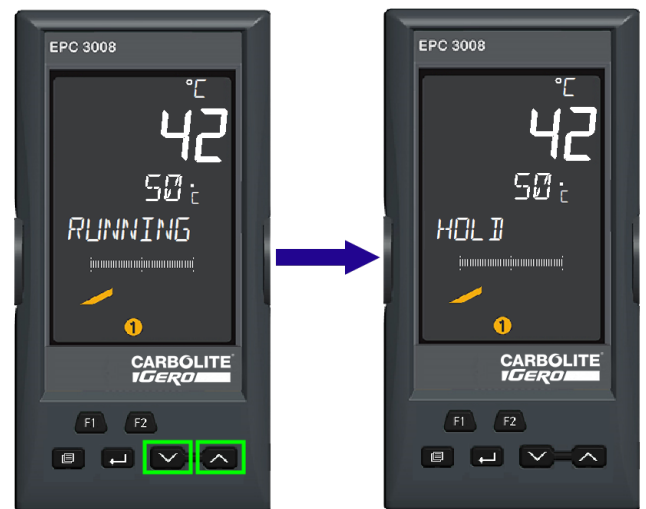 EPC 3008
°C
42
50 °C
RUNNING
1
CARBOLITE
GERO
F1 F2
EPC 3008
°C
42
50 °C
HOLD
1
CARBOLITE
GERO
F1 F2